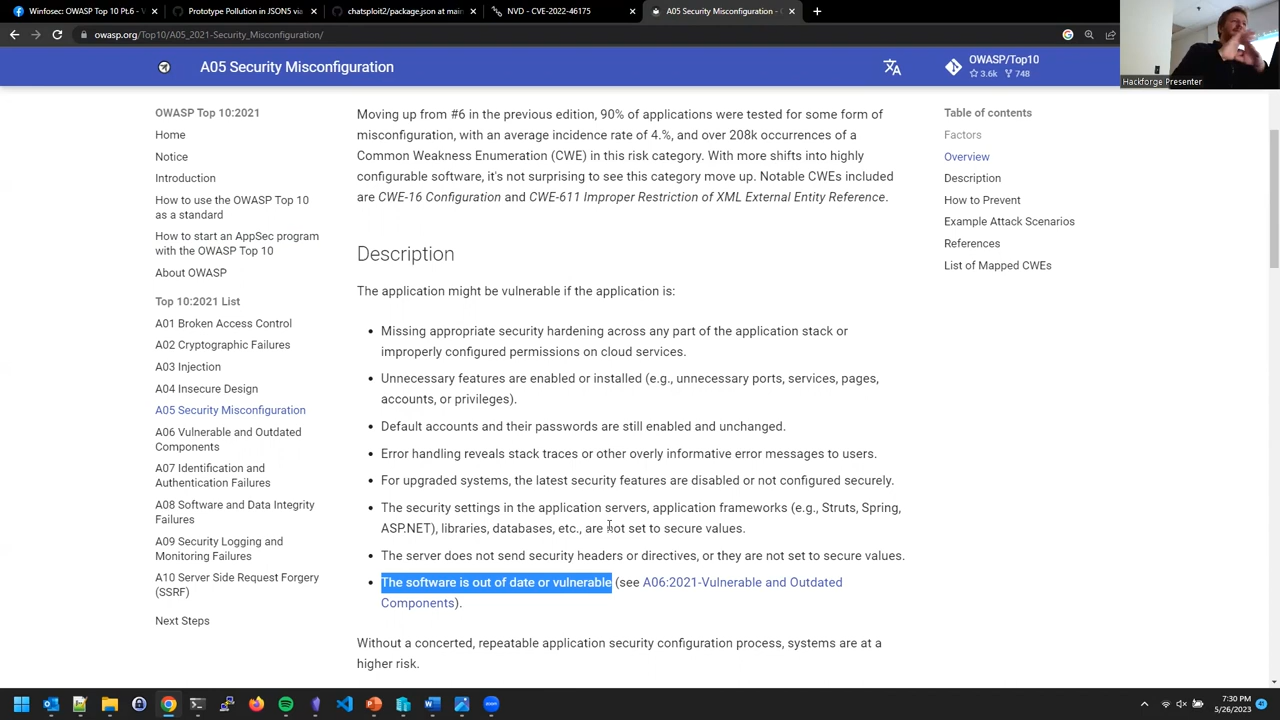 Winfosec: OWASP Top 10 Pt.6 - V
Prototype Pollution in JSON5 via
chatsploit2/package.json at main
NVD - CVE-2022-46175
A05 Security Misconfiguration -
owasp.org/Top10/A05_2021-Security_Misconfiguration/
Hackforge Presenter
A05 Security Misconfiguration
OWASP/Top10
3.6k 748
OWASP Top 10:2021
Home
Notice
Introduction
How to use the OWASP Top 10
as a standard
How to start an AppSec program
with the OWASP Top 10
About OWASP
Top 10:2021 List
A01 Broken Access Control
A02 Cryptographic Failures
A03 Injection
A04 Insecure Design
A05 Security Misconfiguration
A06 Vulnerable and Outdated
Components
A07 Identification and
Authentication Failures
A08 Software and Data Integrity
Failures
A09 Security Logging and
Monitoring Failures
A10 Server Side Request Forgery
(SSRF)
Next Steps
Moving up from #6 in the previous edition, 90% of applications were tested for some form of
misconfiguration, with an average incidence rate of 4.%, and over 208k occurrences of a
Common Weakness Enumeration (CWE) in this risk category. With more shifts into highly
configurable software, it's not surprising to see this category move up. Notable CWEs included
are CWE-16 Configuration and CWE-611 Improper Restriction of XML External Entity Reference.
Description
The application might be vulnerable if the application is:
• Missing appropriate security hardening across any part of the application stack or
improperly configured permissions on cloud services.
• Unnecessary features are enabled or installed (e.g., unnecessary ports, services, pages,
accounts, or privileges).
• Default accounts and their passwords are still enabled and unchanged.
• Error handling reveals stack traces or other overly informative error messages to users.
• For upgraded systems, the latest security features are disabled or not configured securely.
• The security settings in the application servers, application frameworks (e.g., Struts, Spring,
ASP.NET), libraries, databases, etc., are not set to secure values.
• The server does not send security headers or directives, or they are not set to secure values.
• The software is out of date or vulnerable (see A06:2021-Vulnerable and Outdated
Components).
Without a concerted, repeatable application security configuration process, systems are at a
higher risk.
Table of contents
Factors
Overview
Description
How to Prevent
Example Attack Scenarios
References
List of Mapped CWEs
7:30 PM
5/26/2023